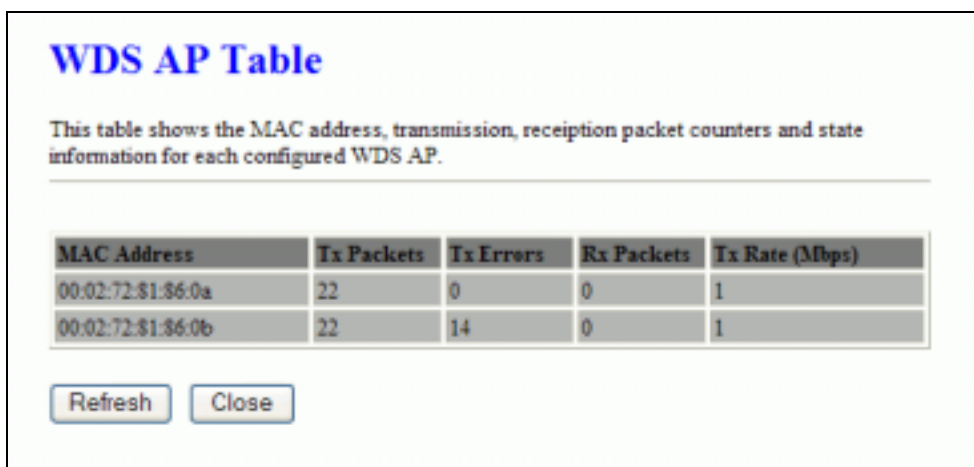 WDS AP Table
This table shows the MAC address, transmission, receiption packet counters and state
information for each configured WDS AP.
MAC Address Tx Packets Tx Errors Rx Packets Tx Rate (Mbps)
00:02:72:81:86:0a 22 0 0 1
00:02:72:81:86:0b 22 14 0 1
Refresh Close